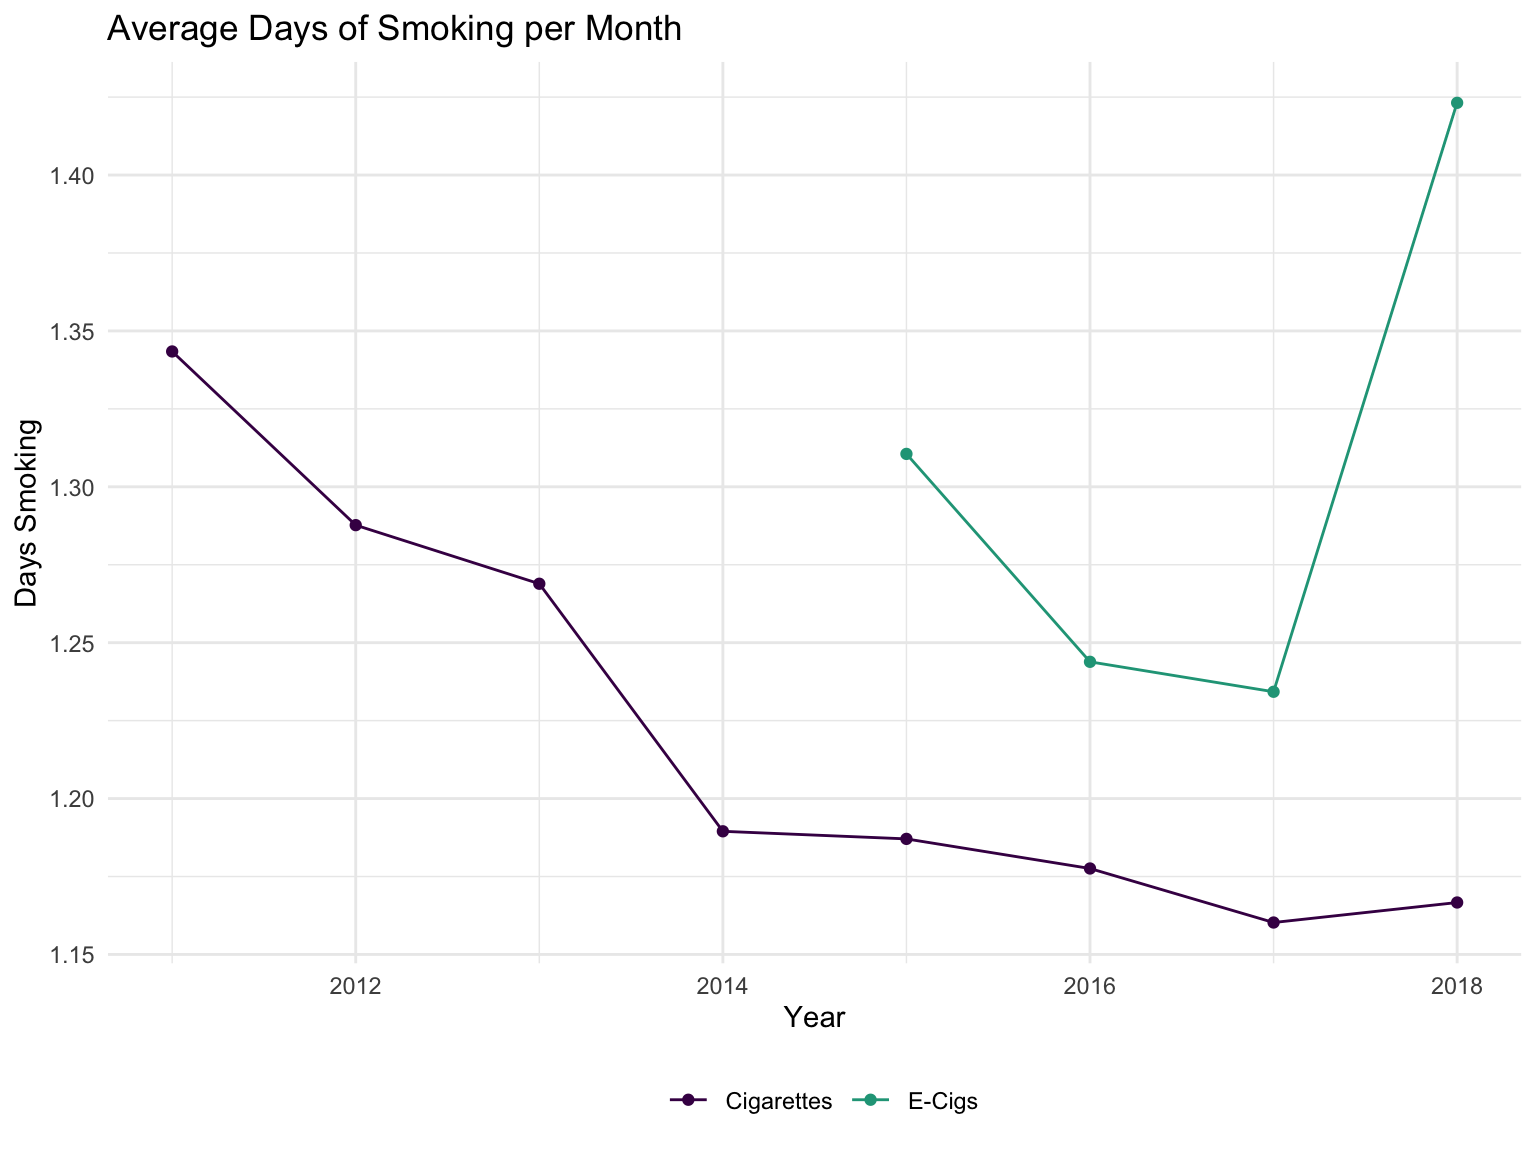 Average Days of Smoking per Month
1.40
1.35
1.30
1.25
1.20
1.15
Days Smoking
2012 2014 2016 2018
Year
Cigarettes E-Cigs